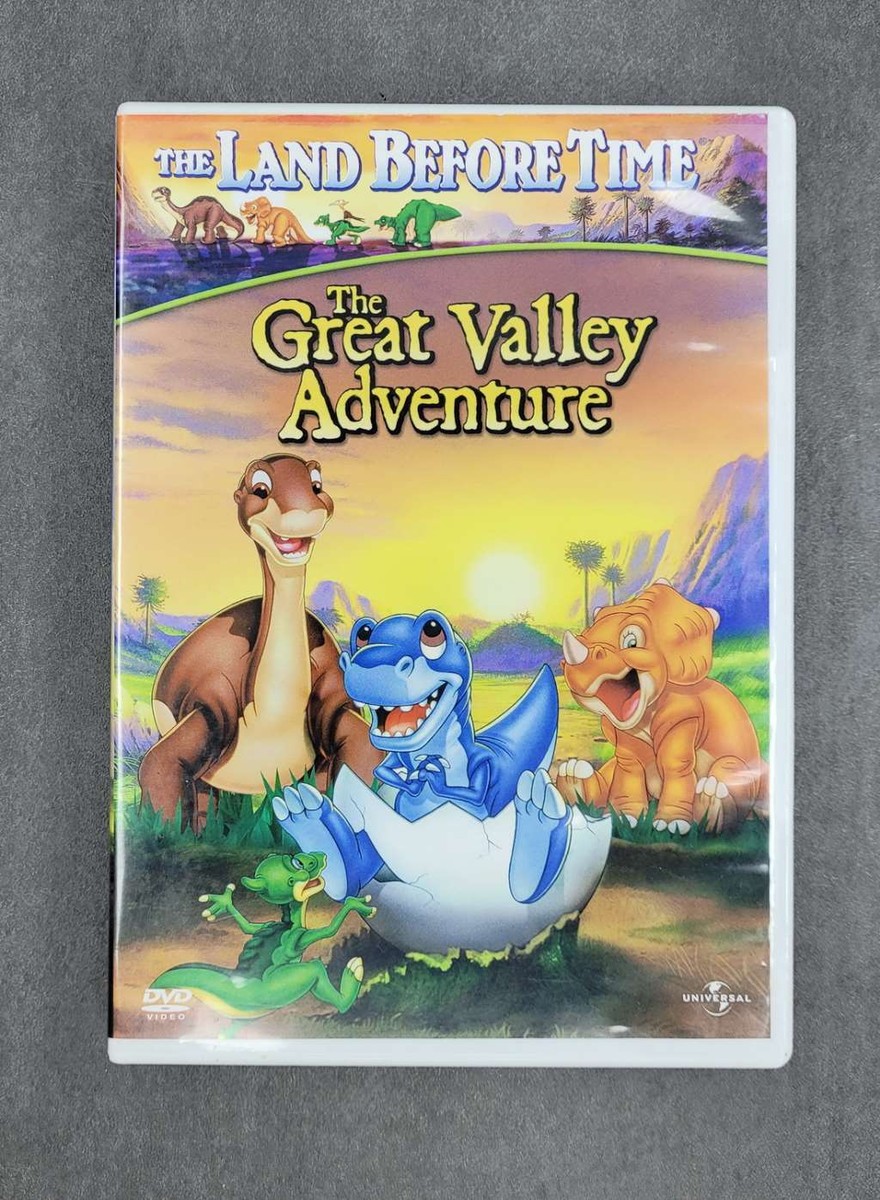 THE LAND BEFORE TIME
The
Great Valley
Adventure
DVD
VIDEO
UNIVERSAL